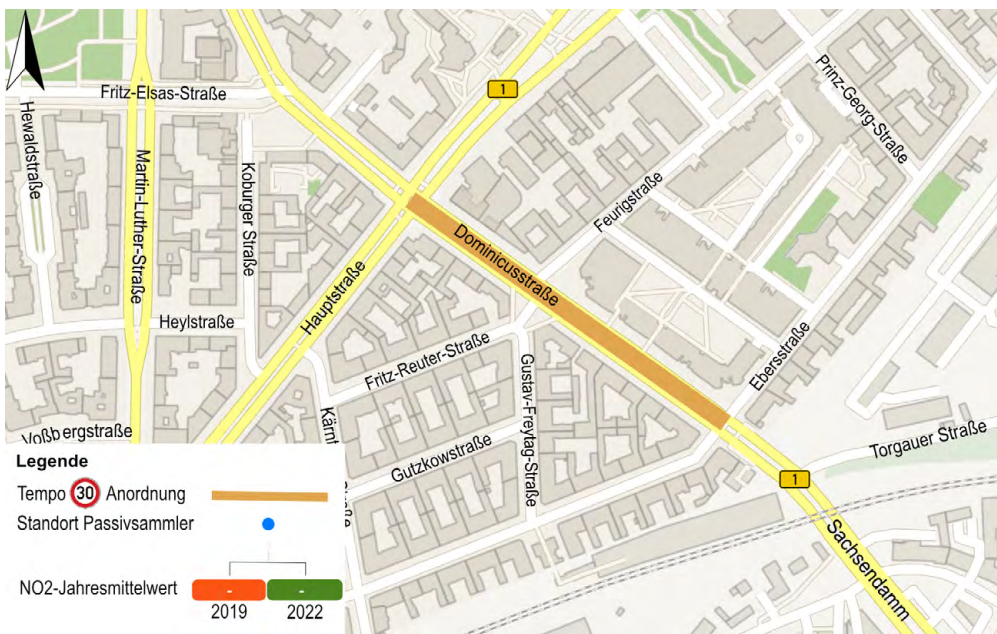 1
Fritz-Elsas-Straße
Prinz-Georg-Straße
Hewaldstraße
Martin-Luther-Straße
Koburger Straße
Feurigstraße
Dominicusstraße
Hauptstraße
Heylstraße
Fritz-Reuter-Straße
Ebersstraße
Gustav-Freytag-Straße
Gutzkowstraße
Torgauer Straße
1
Sachsendamm
Legende
Tempo 30 Anordnung
Standort Passivsammler
NO2-Jahresmittelwert
- -
2019 2022